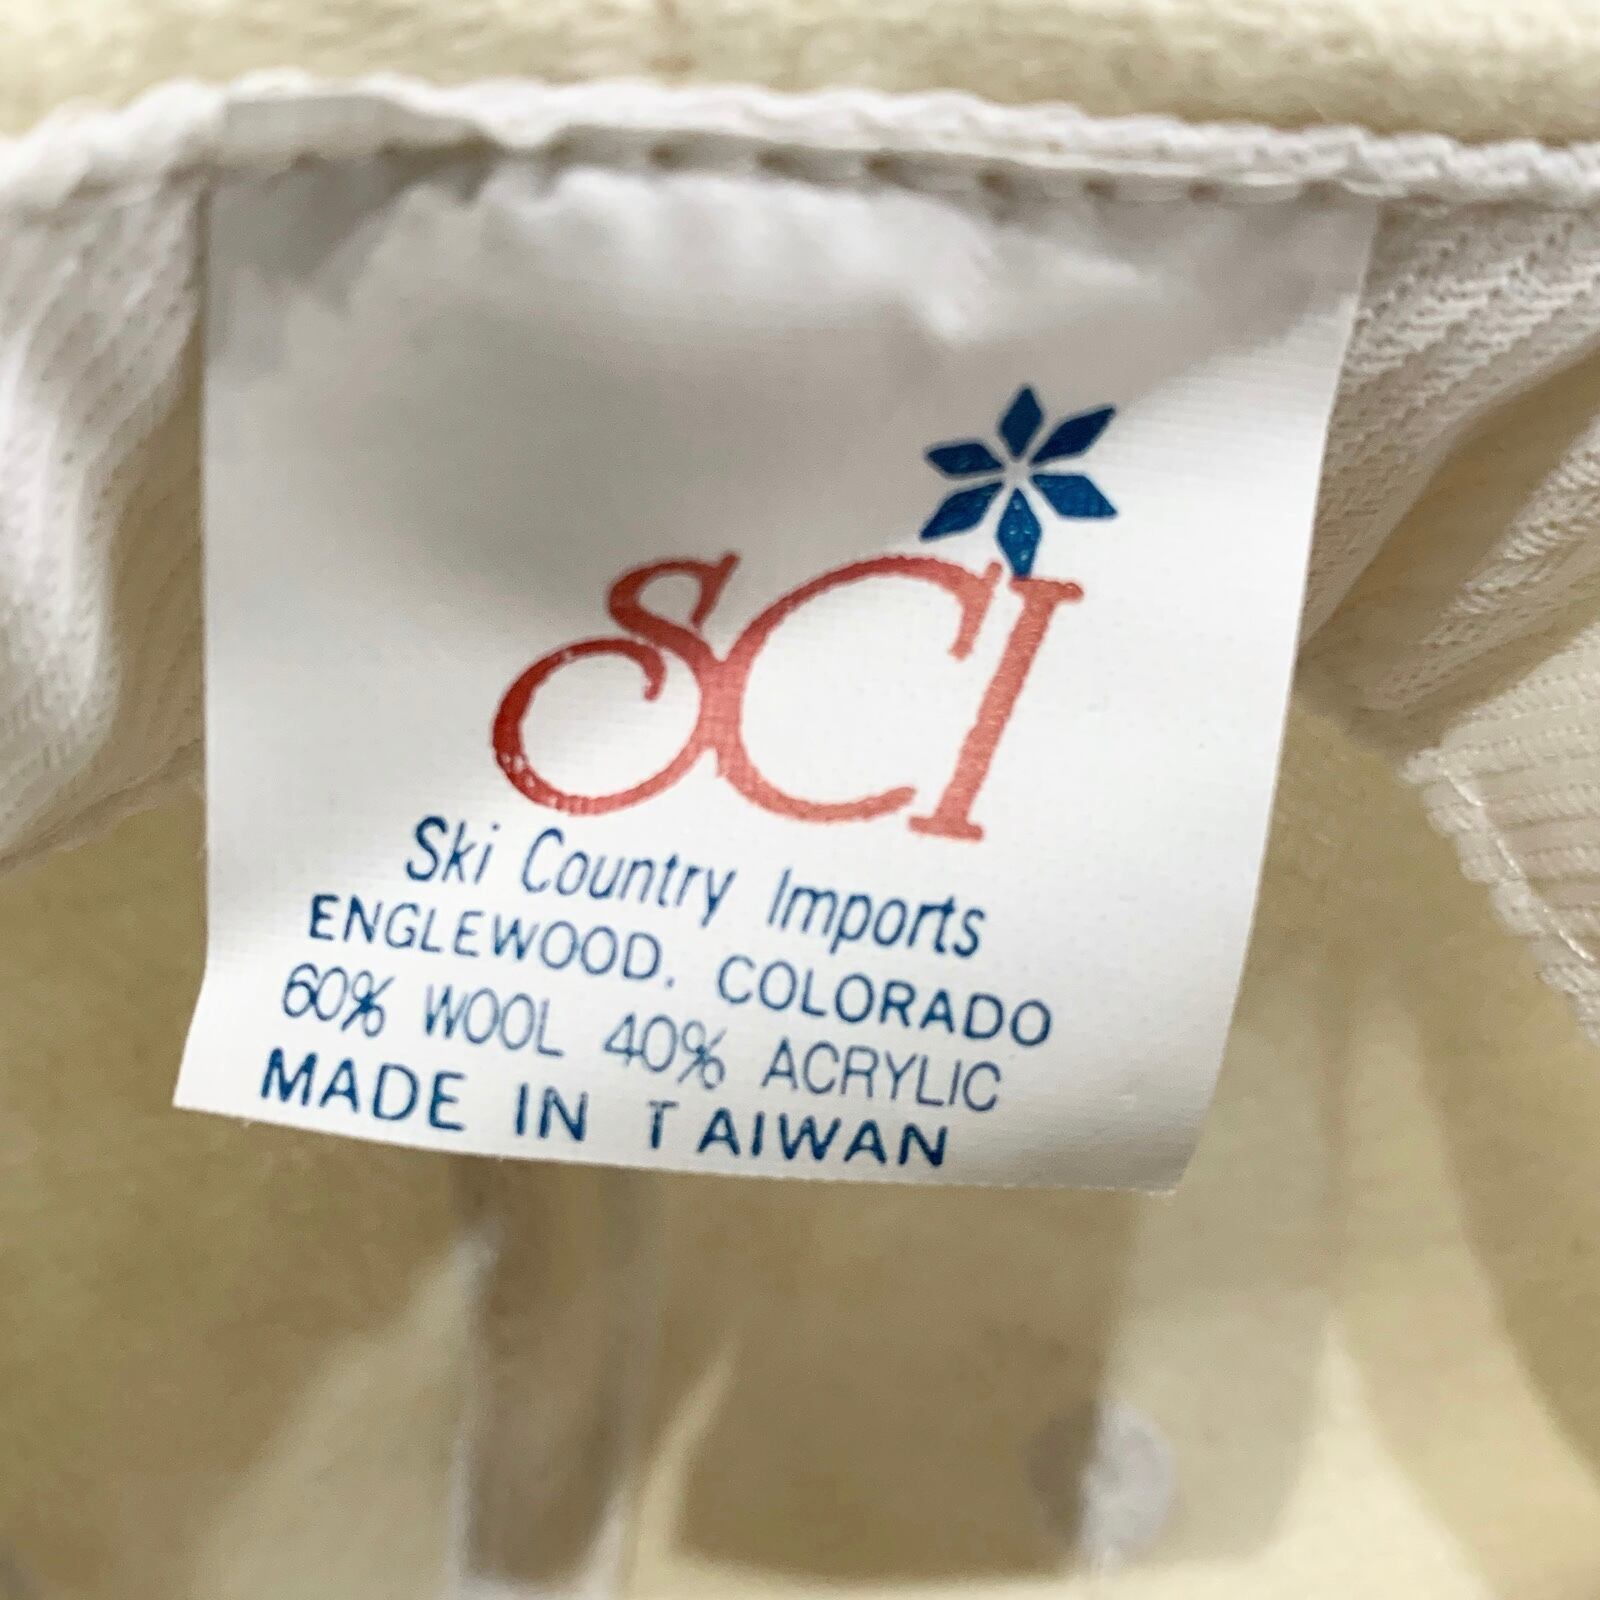 SCI
Ski Country Imports
ENGLEWOOD, COLORADO
60% WOOL 40% ACRYLIC
MADE IN TAIWAN